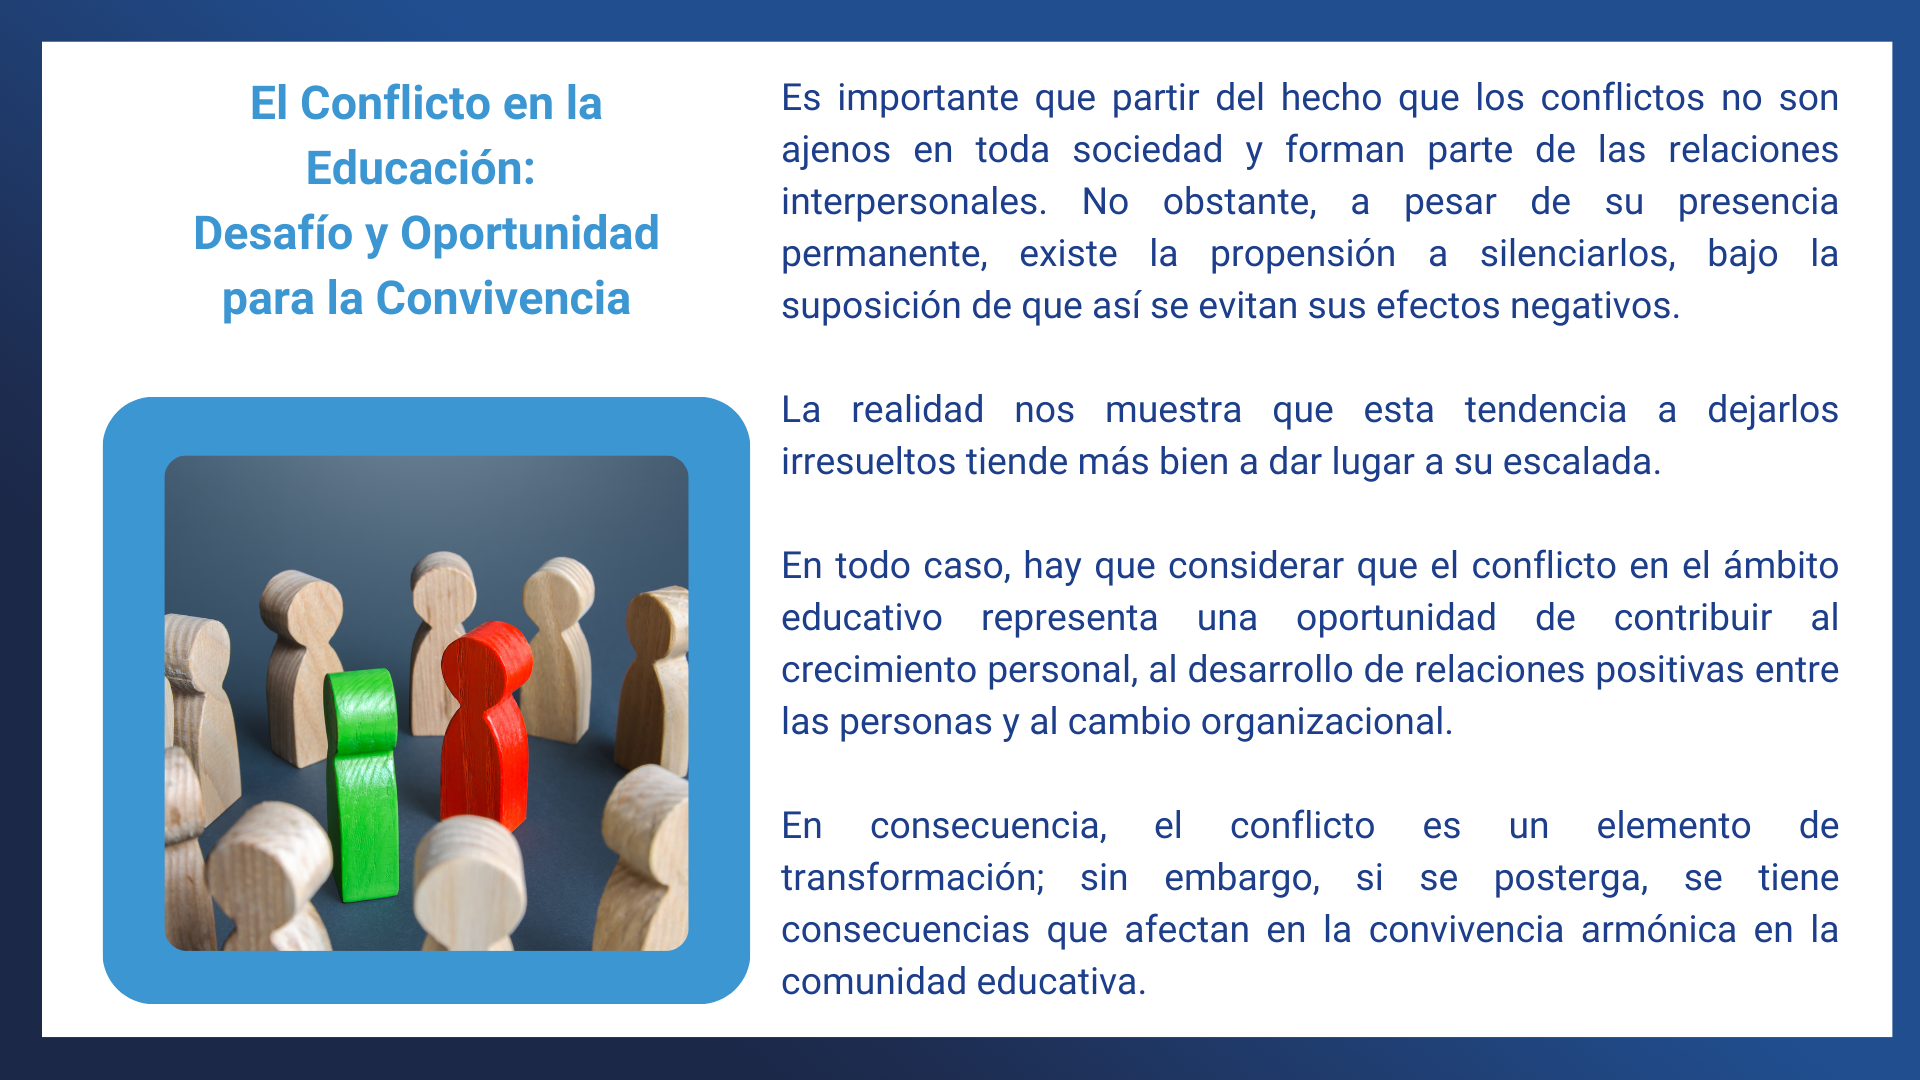 El Conflicto en la
Educación:
Desafío y Oportunidad
para la Convivencia
Es importante que partir del hecho que los conflictos no son
ajenos en toda sociedad y forman parte de las relaciones
interpersonales. No obstante, a pesar de su presencia
permanente, existe la propensión a silenciarlos, bajo la
suposición de que así se evitan sus efectos negativos.
La realidad nos muestra que esta tendencia a dejarlos
irresueltos tiende más bien a dar lugar a su escalada.
En todo caso, hay que considerar que el conflicto en el ámbito
educativo representa una oportunidad de contribuir al
crecimiento personal, al desarrollo de relaciones positivas entre
las personas y al cambio organizacional.
En consecuencia, el conflicto es un elemento de
transformación; sin embargo, si se posterga, se tiene
consecuencias que afectan en la convivencia armónica en la
comunidad educativa.